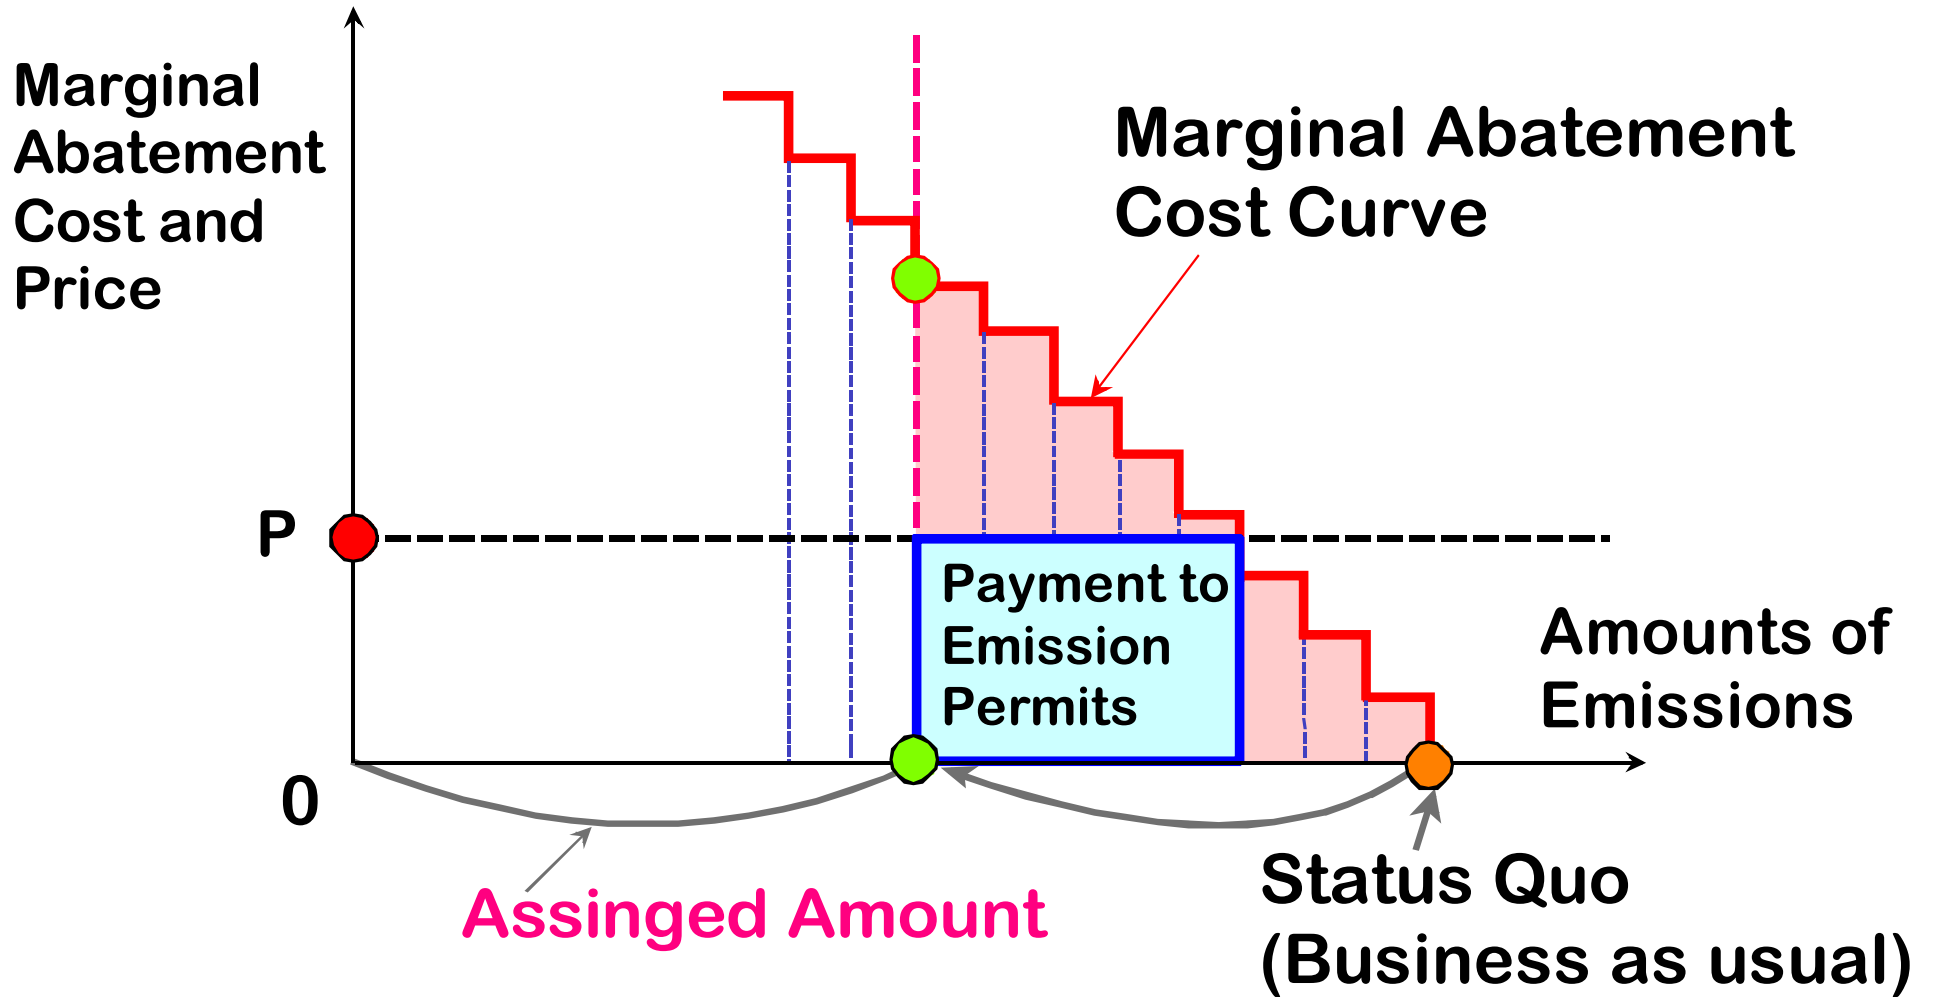 Marginal
Abatement
Cost and
Price
Marginal Abatement
Cost Curve
P
Payment to
Emission
Permits
Amounts of
Emissions
0
Assinged Amount
Status Quo
(Business as usual)